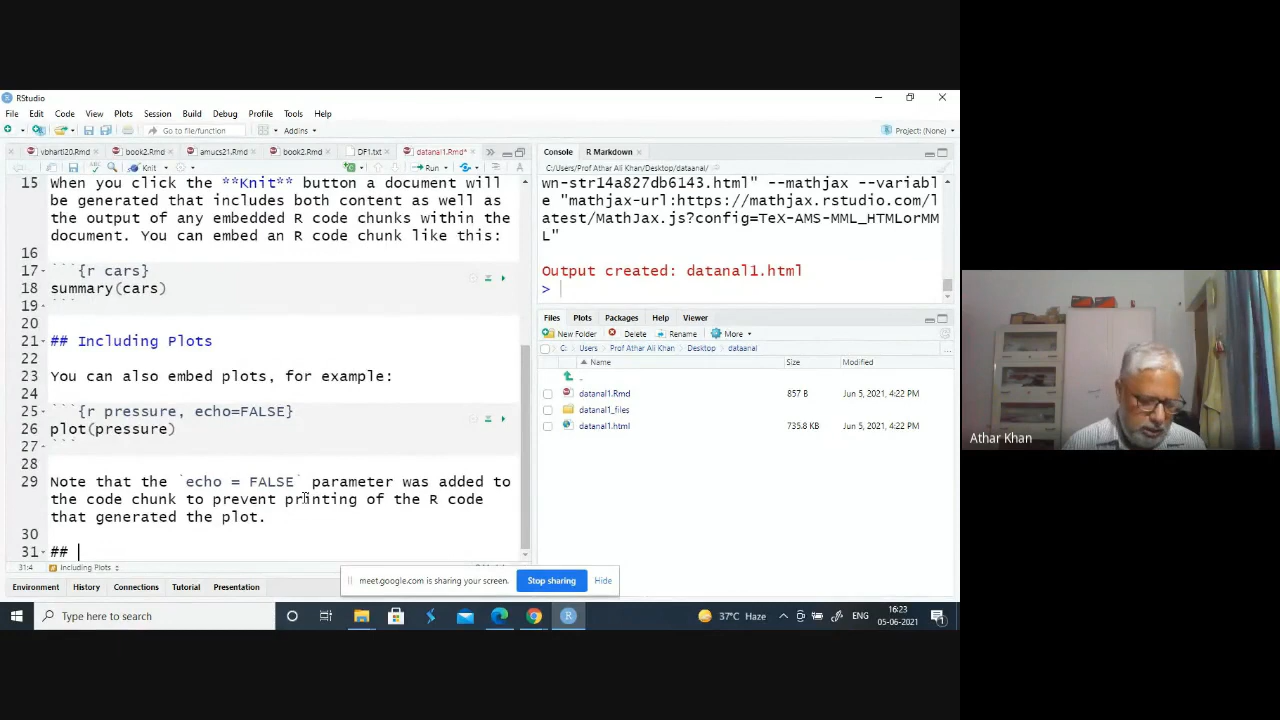 RStudio
File Edit Code View Plots Session Build Debug Profile Tools Help
Go to file/function Addins Project: (None)
vbharti20.Rmd book2.Rmd amucs21.Rmd book2.Rmd DF1.txt datanal1.Rmd*
Knit Run
15 When you click the **Knit** button a document will
be generated that includes both content as well as
the output of any embedded R code chunks within the
document. You can embed an R code chunk like this:
16
17 ```{r cars}
18 summary(cars)
19 ```
20
21 ## Including Plots
22
23 You can also embed plots, for example:
24
25 ```{r pressure, echo=FALSE}
26 plot(pressure)
27 ```
28
29 Note that the `echo = FALSE` parameter was added to
the code chunk to prevent printing of the R code
that generated the plot.
30
31 ##
31:4 Including Plots
Environment History Connections Tutorial Presentation
Console R Markdown
C:/Users/Prof Athar Ali Khan/Desktop/dataanal/
wn-str14a827db6143.html" --mathjax --variabl
e "mathjax-url:https://mathjax.rstudio.com/l
atest/MathJax.js?config=TeX-AMS-MML_HTMLorMM
L"
Output created: datanal1.html
>
Files Plots Packages Help Viewer
New Folder Delete Rename More
C: Users Prof Athar Ali Khan Desktop dataanal
Name Size Modified
..
datanal1.Rmd 857 B Jun 5, 2021, 4:22 PM
datanal1_files
datanal1.html 735.8 KB Jun 5, 2021, 4:22 PM
meet.google.com is sharing your screen. Stop sharing Hide
Type here to search
37°C Haze ENG 16:23
05-06-2021
Athar Khan